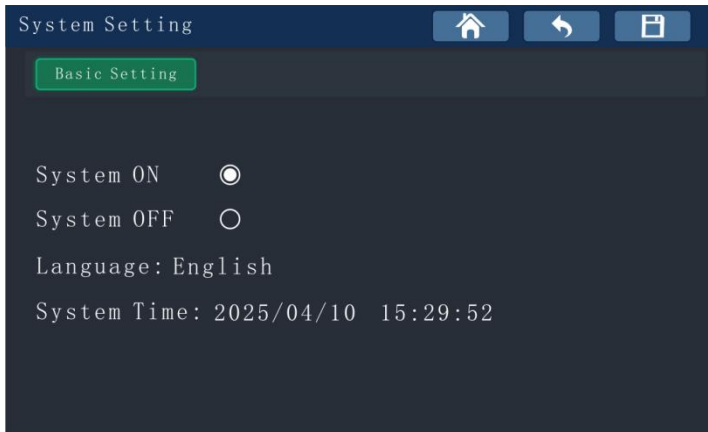 System Setting
Basic Setting
System ON
System OFF
Language: English
System Time: 2025/04/10 15:29:52